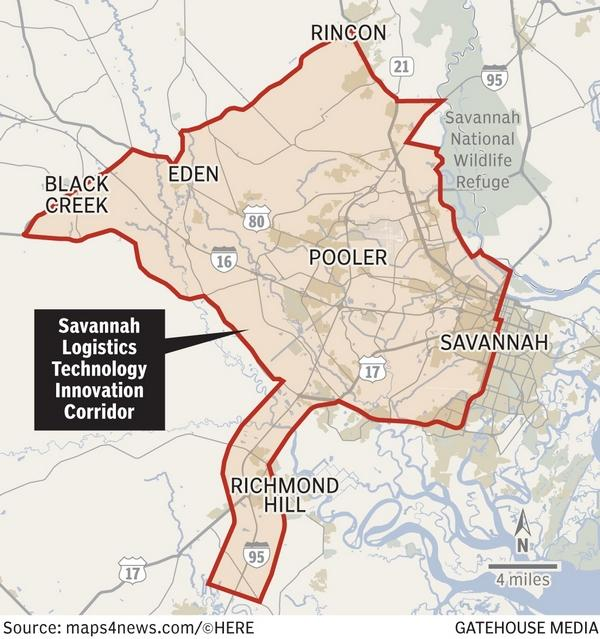 RINCON
21
95
Savannah
National
Wildlife
Refuge
EDEN
BLACK
CREEK
80
16
POOLER
Savannah
Logistics
Technology
Innovation
Corridor
SAVANNAH
17
RICHMOND
HILL
95
17
N
4 miles
Source: maps4news.com/©HERE
GATEHOUSE MEDIA